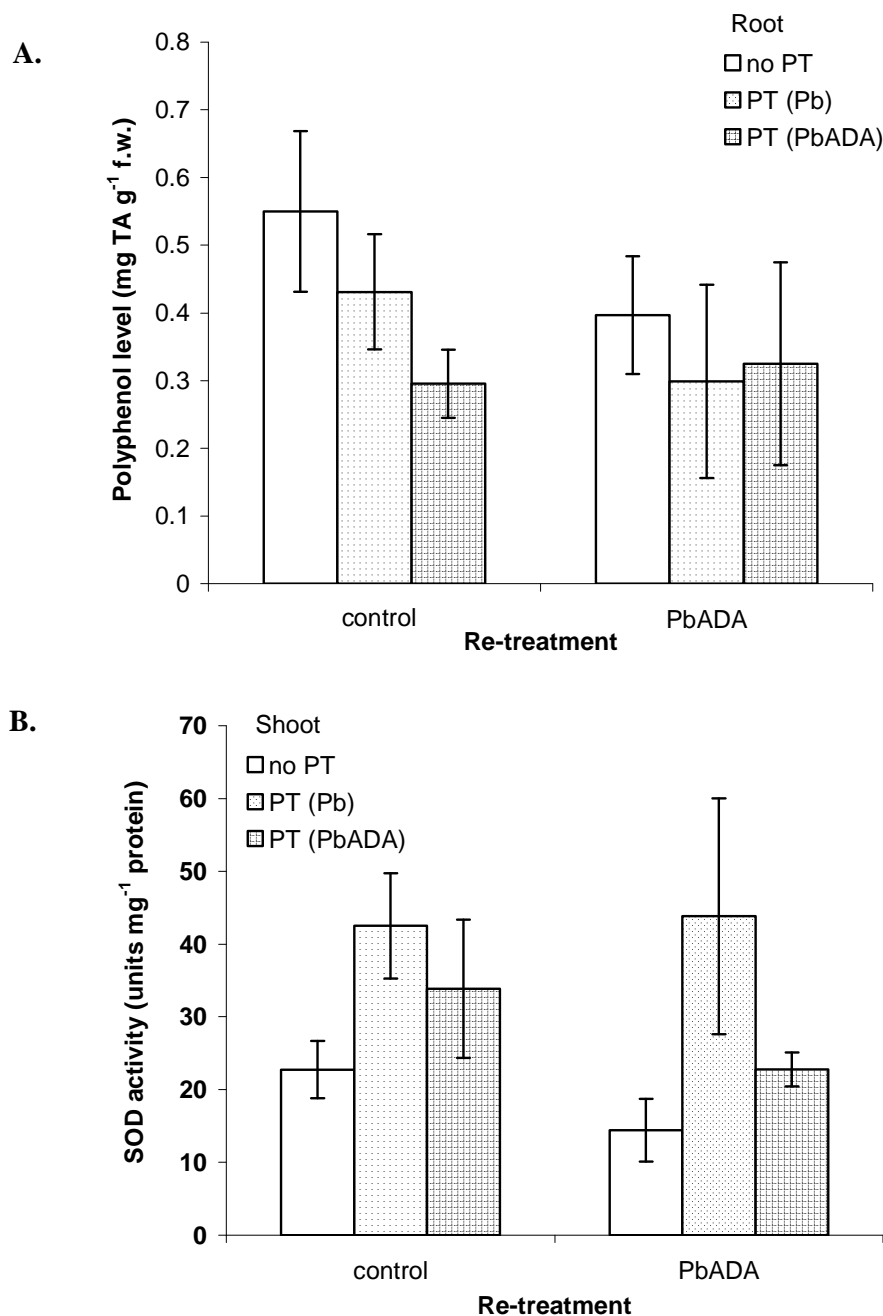 A.
Root
no PT
PT (Pb)
PT (PbADA)
Polyphenol level (mg TA g⁻¹ f.w.)
0.8
0.7
0.6
0.5
0.4
0.3
0.2
0.1
0
control
PbADA
Re-treatment
B.
Shoot
no PT
PT (Pb)
PT (PbADA)
SOD activity (units mg⁻¹ protein)
70
60
50
40
30
20
10
0
control
PbADA
Re-treatment